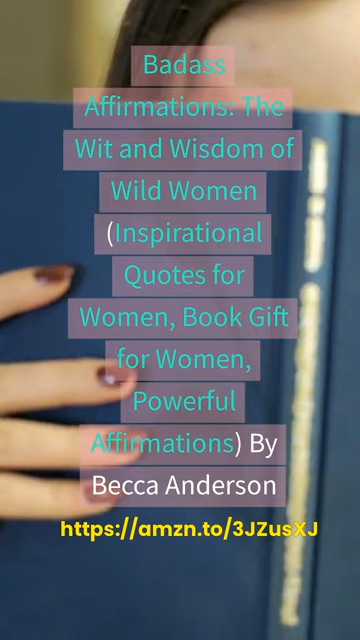 Badass
Affirmations: The
Wit and Wisdom of
Wild Women
(Inspirational
Quotes for
Women, Book Gift
for Women,
Powerful
Affirmations) By
Becca Anderson
https://amzn.to/3JZusXJ